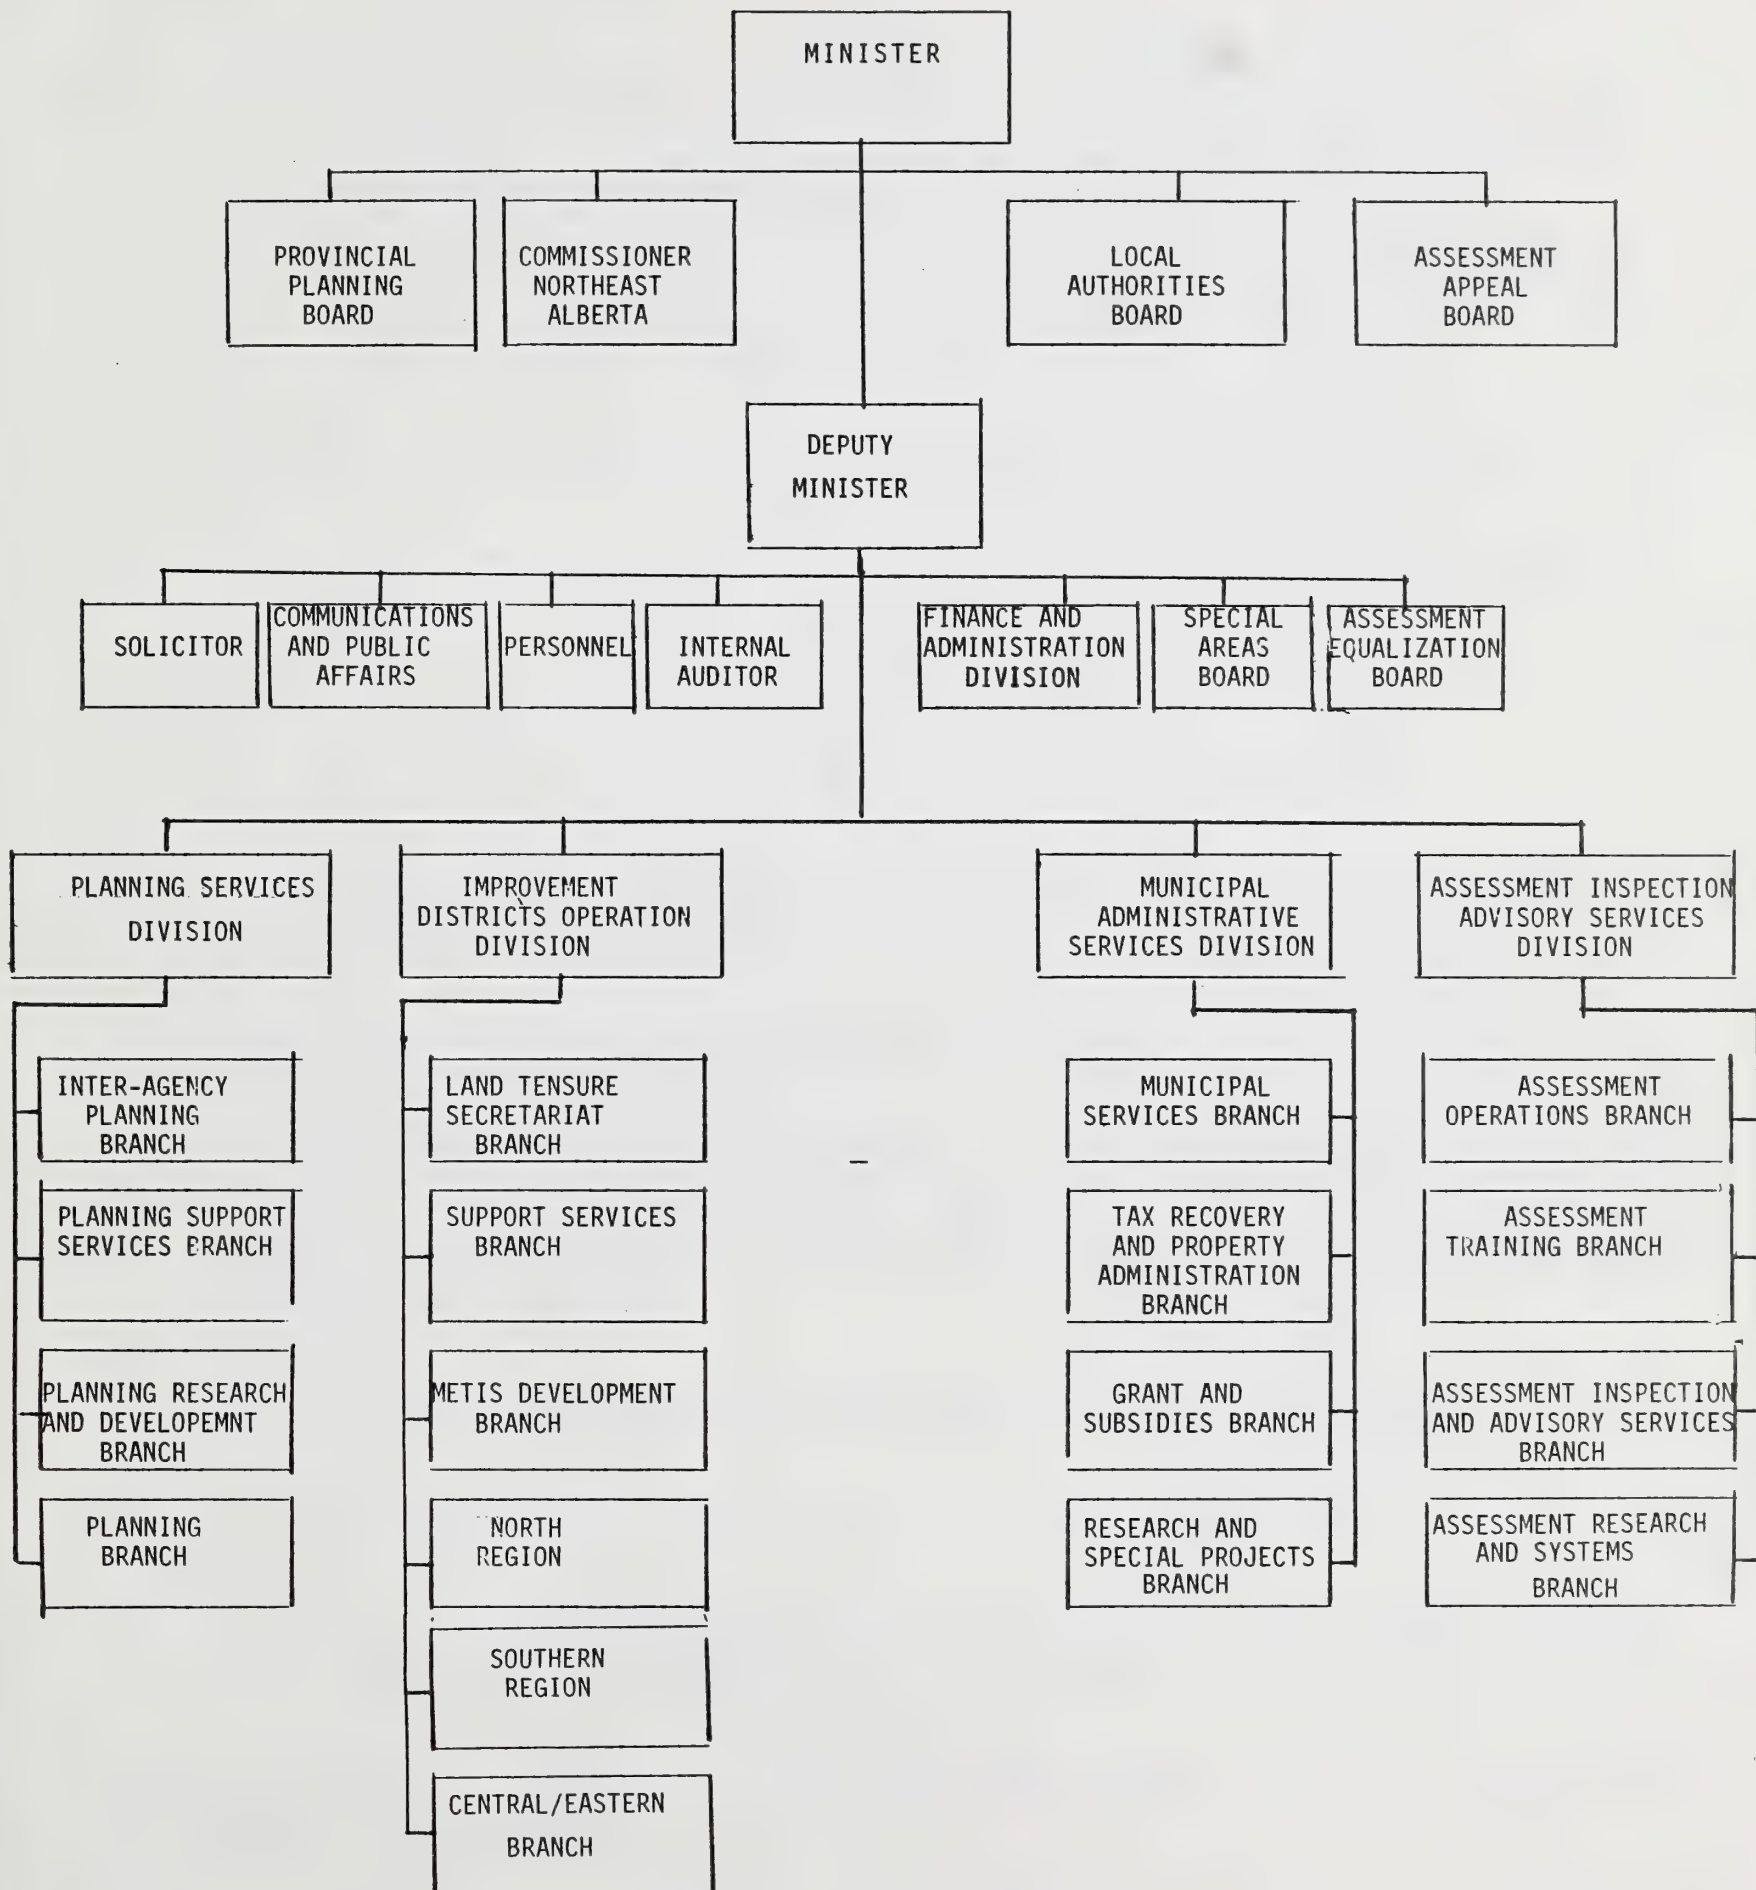 MINISTER
PROVINCIAL
PLANNING
BOARD
COMMISSIONER
NORTHEAST
ALBERTA
LOCAL
AUTHORITIES
BOARD
ASSESSMENT
APPEAL
BOARD
DEPUTY
MINISTER
SOLICITOR
COMMUNICATIONS
AND PUBLIC
AFFAIRS
PERSONNEL
INTERNAL
AUDITOR
FINANCE AND
ADMINISTRATION
DIVISION
SPECIAL
AREAS
BOARD
ASSESSMENT
EQUALIZATION
BOARD
PLANNING SERVICES
DIVISION
IMPROVEMENT
DISTRICTS OPERATION
DIVISION
MUNICIPAL
ADMINISTRATIVE
SERVICES DIVISION
ASSESSMENT INSPECTION
ADVISORY SERVICES
DIVISION
INTER-AGENCY
PLANNING
BRANCH
PLANNING SUPPORT
SERVICES BRANCH
PLANNING RESEARCH
AND DEVELOPEMNT
BRANCH
PLANNING
BRANCH
LAND TENSURE
SECRETARIAT
BRANCH
SUPPORT SERVICES
BRANCH
METIS DEVELOPMENT
BRANCH
NORTH
REGION
SOUTHERN
REGION
CENTRAL/EASTERN
BRANCH
MUNICIPAL
SERVICES BRANCH
TAX RECOVERY
AND PROPERTY
ADMINISTRATION
BRANCH
GRANT AND
SUBSIDIES BRANCH
RESEARCH AND
SPECIAL PROJECTS
BRANCH
ASSESSMENT
OPERATIONS BRANCH
ASSESSMENT
TRAINING BRANCH
ASSESSMENT INSPECTION
AND ADVISORY SERVICES
BRANCH
ASSESSMENT RESEARCH
AND SYSTEMS
BRANCH